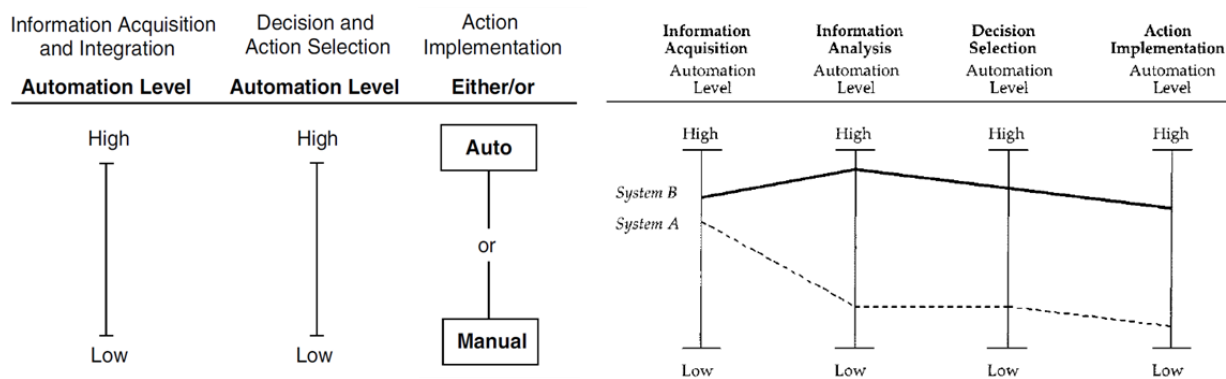 Information Acquisition
and Integration
Automation Level
High
Low
Decision and
Action Selection
Automation Level
High
Low
Action
Implementation
Either/or
Auto
or
Manual
Information
Acquisition
Automation
Level
High
System B
System A
Low
Information
Analysis
Automation
Level
High
Low
Decision
Selection
Automation
Level
High
Low
Action
Implementation
Automation
Level
High
Low